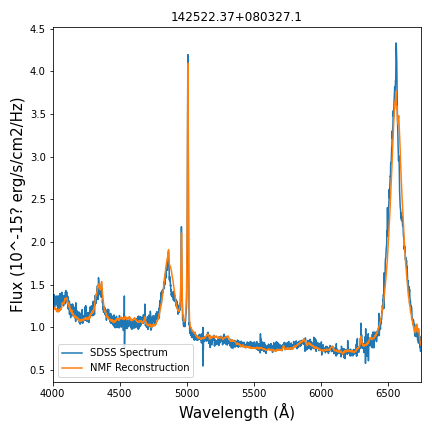 142522.37+080327.1
4.5
4.0
3.5
3.0
2.5
2.0
1.5
1.0
0.5
Flux (10^-15? erg/s/cm2/Hz)
SDSS Spectrum
NMF Reconstruction
4000 4500 5000 5500 6000 6500
Wavelength (Å)